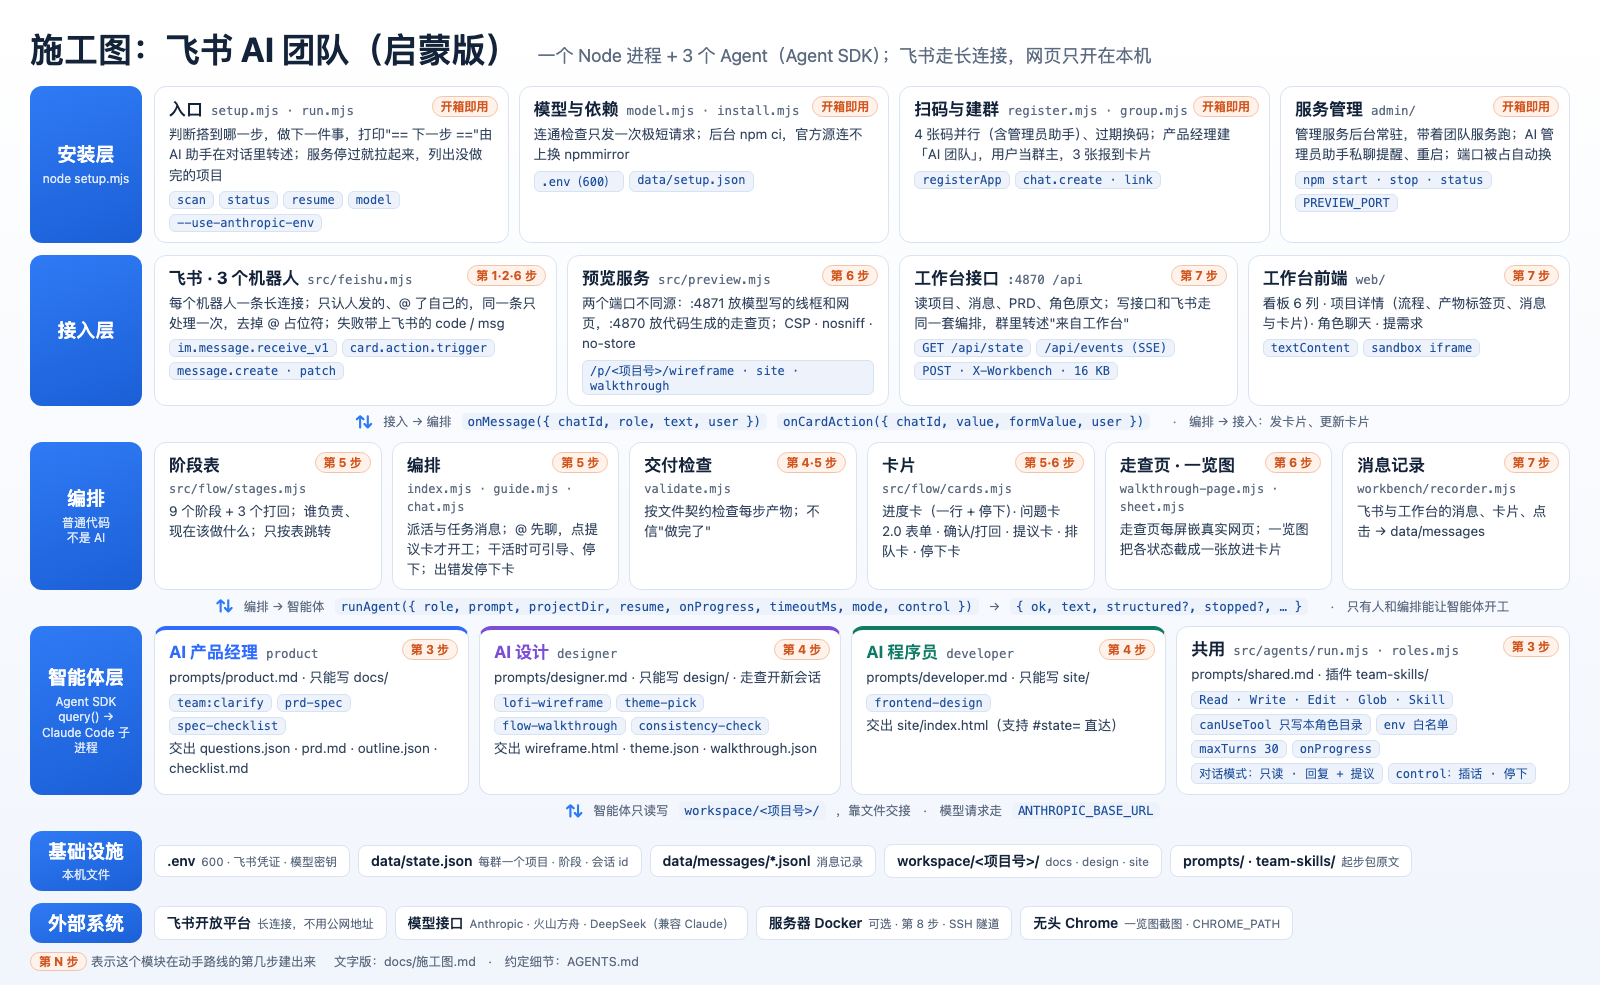 施工图：飞书 AI 团队（启蒙版） 一个 Node 进程 + 3 个 Agent（Agent SDK）；飞书走长连接，网页只开在本机
安装层
node setup.mjs
入口 setup.mjs · run.mjs 开箱即用
判断搭到哪一步，做下一件事，打印"== 下一步 =="由
AI 助手在对话里转述；服务停过就拉起来，列出没做
完的项目
scan status resume model
--use-anthropic-env
模型与依赖 model.mjs · install.mjs 开箱即用
连通检查只发一次极短请求；后台 npm ci，官方源连不
上换 npmmirror
.env（600） data/setup.json
扫码与建群 register.mjs · group.mjs 开箱即用
4 张码并行（含管理员助手）、过期换码；产品经理建
「AI 团队」，用户当群主，3 张报到卡片
registerApp chat.create · link
服务管理 admin/ 开箱即用
管理服务后台常驻，带着团队服务跑；AI 管
理员助手私聊提醒、重启；端口被占自动换
npm start · stop · status
PREVIEW_PORT
接入层
飞书 · 3 个机器人 src/feishu.mjs 第 1·2·6 步
每个机器人一条长连接；只认人发的、@ 了自己的，同一条只
处理一次，去掉 @ 占位符；失败带上飞书的 code / msg
im.message.receive_v1 card.action.trigger
message.create · patch
预览服务 src/preview.mjs 第 6 步
两个端口不同源：:4871 放模型写的线框和网
页，:4870 放代码生成的走查页；CSP · nosniff ·
no-store
/p/<项目号>/wireframe · site ·
walkthrough
工作台接口 :4870 /api 第 7 步
读项目、消息、PRD、角色原文；写接口和飞书走
同一套编排，群里转述"来自工作台"
GET /api/state /api/events (SSE)
POST · X-Workbench · 16 KB
工作台前端 web/ 第 7 步
看板 6 列 · 项目详情（流程、产物标签页、消息
与卡片）· 角色聊天 · 提需求
textContent sandbox iframe
接入 → 编排 onMessage({ chatId, role, text, user }) onCardAction({ chatId, value, formValue, user }) · 编排 → 接入：发卡片、更新卡片
编排
普通代码
不是 AI
阶段表 第 5 步
src/flow/stages.mjs
9 个阶段 + 3 个打回；谁负责、
现在该做什么；只按表跳转
编排 第 5 步
index.mjs · guide.mjs ·
chat.mjs
派活与任务消息；@ 先聊，点提
议卡才开工；干活时可引导、停
下；出错发停下卡
交付检查 第 4·5 步
validate.mjs
按文件契约检查每步产物；不
信"做完了"
卡片 第 5·6 步
src/flow/cards.mjs
进度卡（一行 + 停下）· 问题卡
2.0 表单 · 确认/打回 · 提议卡 · 排
队卡 · 停下卡
走查页 · 一览图 第 6 步
walkthrough-page.mjs ·
sheet.mjs
走查页每屏嵌真实网页；一览图
把各状态截成一张放进卡片
消息记录 第 7 步
workbench/recorder.mjs
飞书与工作台的消息、卡片、点
击 → data/messages
编排 → 智能体 runAgent({ role, prompt, projectDir, resume, onProgress, timeoutMs, mode, control }) → { ok, text, structured?, stopped?, … } · 只有人和编排能让智能体开工
智能体层
Agent SDK
query() →
Claude Code 子
进程
AI 产品经理 product 第 3 步
prompts/product.md · 只能写 docs/
team:clarify prd-spec
spec-checklist
交出 questions.json · prd.md · outline.json ·
checklist.md
AI 设计 designer 第 4 步
prompts/designer.md · 只能写 design/ · 走查开新会话
lofi-wireframe theme-pick
flow-walkthrough consistency-check
交出 wireframe.html · theme.json · walkthrough.json
AI 程序员 developer 第 4 步
prompts/developer.md · 只能写 site/
frontend-design
交出 site/index.html（支持 #state= 直达）
共用 src/agents/run.mjs · roles.mjs 第 3 步
prompts/shared.md · 插件 team-skills/
Read · Write · Edit · Glob · Skill
canUseTool 只写本角色目录 env 白名单
maxTurns 30 onProgress
对话模式：只读 · 回复 + 提议 control：插话 · 停下
智能体只读写 workspace/<项目号>/ ，靠文件交接 · 模型请求走 ANTHROPIC_BASE_URL
基础设施
本机文件
.env 600 · 飞书凭证 · 模型密钥
data/state.json 每群一个项目 · 阶段 · 会话 id
data/messages/*.jsonl 消息记录
workspace/<项目号>/ docs · design · site
prompts/ · team-skills/ 起步包原文
外部系统
飞书开放平台 长连接，不用公网地址
模型接口 Anthropic · 火山方舟 · DeepSeek（兼容 Claude）
服务器 Docker 可选 · 第 8 步 · SSH 隧道
无头 Chrome 一览图截图 · CHROME_PATH
第 N 步 表示这个模块在动手路线的第几步建出来 文字版：docs/施工图.md · 约定细节：AGENTS.md